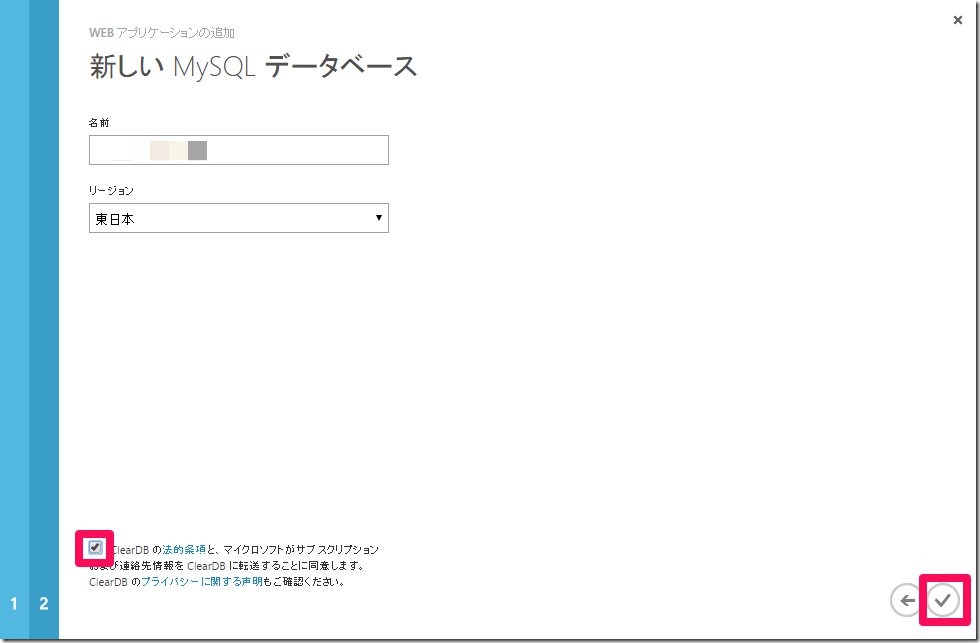 WEB アプリケーションの追加
新しい MySQL データベース
名前
リージョン
東日本
ClearDB の法的条項と、マイクロソフトがサブスクリプション
および連絡先情報を ClearDB に転送することに同意します。
ClearDB のプライバシーに関する声明もご確認ください。
1 2